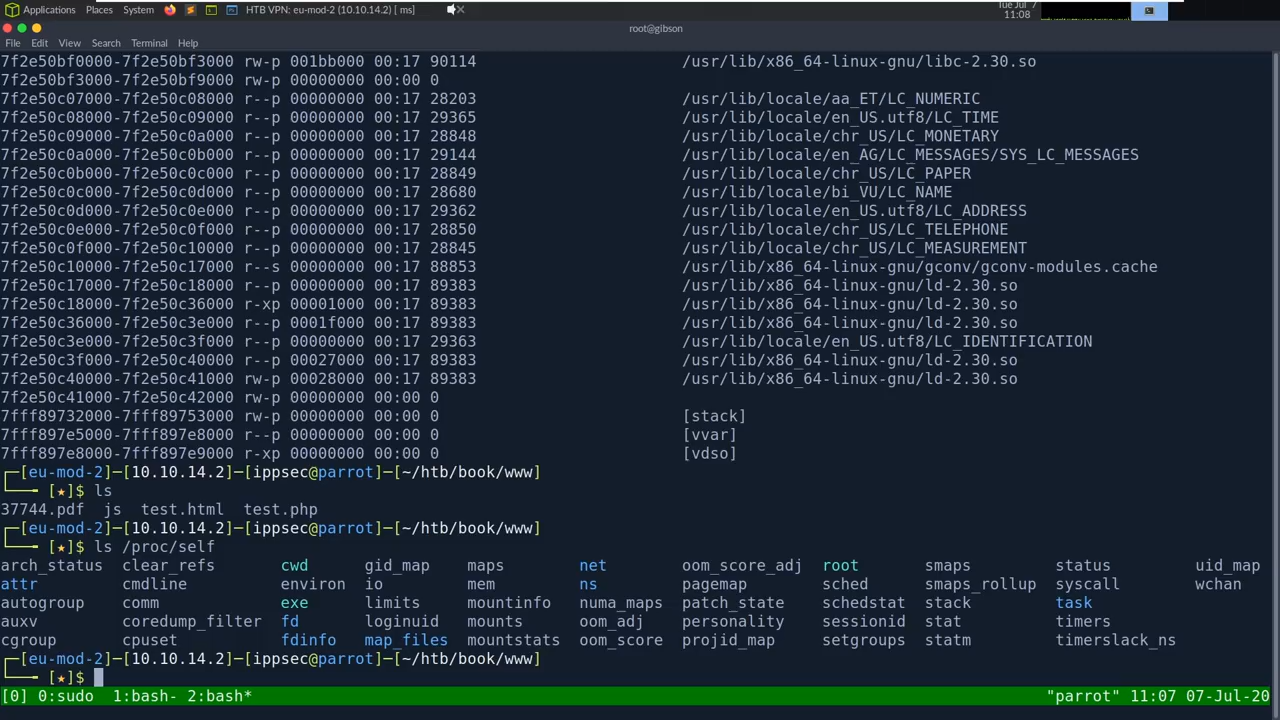 Applications Places System HTB VPN: eu-mod-2 (10.10.14.2) [ ms]
Tue Jul 7
11:08
root@gibson
File Edit View Search Terminal Help
7f2e50bf0000-7f2e50bf3000 rw-p 001bb000 00:17 90114 /usr/lib/x86_64-linux-gnu/libc-2.30.so
7f2e50bf3000-7f2e50bf9000 rw-p 00000000 00:00 0
7f2e50c07000-7f2e50c08000 r--p 00000000 00:17 28203 /usr/lib/locale/aa_ET/LC_NUMERIC
7f2e50c08000-7f2e50c09000 r--p 00000000 00:17 29365 /usr/lib/locale/en_US.utf8/LC_TIME
7f2e50c09000-7f2e50c0a000 r--p 00000000 00:17 28848 /usr/lib/locale/chr_US/LC_MONETARY
7f2e50c0a000-7f2e50c0b000 r--p 00000000 00:17 29144 /usr/lib/locale/en_AG/LC_MESSAGES/SYS_LC_MESSAGES
7f2e50c0b000-7f2e50c0c000 r--p 00000000 00:17 28849 /usr/lib/locale/chr_US/LC_PAPER
7f2e50c0c000-7f2e50c0d000 r--p 00000000 00:17 28680 /usr/lib/locale/bi_VU/LC_NAME
7f2e50c0d000-7f2e50c0e000 r--p 00000000 00:17 29362 /usr/lib/locale/en_US.utf8/LC_ADDRESS
7f2e50c0e000-7f2e50c0f000 r--p 00000000 00:17 28850 /usr/lib/locale/chr_US/LC_TELEPHONE
7f2e50c0f000-7f2e50c10000 r--p 00000000 00:17 28845 /usr/lib/locale/chr_US/LC_MEASUREMENT
7f2e50c10000-7f2e50c17000 r--s 00000000 00:17 88853 /usr/lib/x86_64-linux-gnu/gconv/gconv-modules.cache
7f2e50c17000-7f2e50c18000 r--p 00000000 00:17 89383 /usr/lib/x86_64-linux-gnu/ld-2.30.so
7f2e50c18000-7f2e50c36000 r-xp 00001000 00:17 89383 /usr/lib/x86_64-linux-gnu/ld-2.30.so
7f2e50c36000-7f2e50c3e000 r--p 0001f000 00:17 89383 /usr/lib/x86_64-linux-gnu/ld-2.30.so
7f2e50c3e000-7f2e50c3f000 r--p 00000000 00:17 29363 /usr/lib/locale/en_US.utf8/LC_IDENTIFICATION
7f2e50c3f000-7f2e50c40000 r--p 00027000 00:17 89383 /usr/lib/x86_64-linux-gnu/ld-2.30.so
7f2e50c40000-7f2e50c41000 rw-p 00028000 00:17 89383 /usr/lib/x86_64-linux-gnu/ld-2.30.so
7f2e50c41000-7f2e50c42000 rw-p 00000000 00:00 0
7fff89732000-7fff89753000 rw-p 00000000 00:00 0 [stack]
7fff897e5000-7fff897e8000 r--p 00000000 00:00 0 [vvar]
7fff897e8000-7fff897e9000 r-xp 00000000 00:00 0 [vdso]
┌─[eu-mod-2]─[10.10.14.2]─[ippsec@parrot]─[~/htb/book/www]
└──╼ [★]$ ls
37744.pdf js test.html test.php
┌─[eu-mod-2]─[10.10.14.2]─[ippsec@parrot]─[~/htb/book/www]
└──╼ [★]$ ls /proc/self
arch_status clear_refs cwd gid_map maps net oom_score_adj root smaps status uid_map
attr cmdline environ io mem ns pagemap sched smaps_rollup syscall wchan
autogroup comm exe limits mountinfo numa_maps patch_state schedstat stack task
auxv coredump_filter fd loginuid mounts oom_adj personality sessionid stat timers
cgroup cpuset fdinfo map_files mountstats oom_score projid_map setgroups statm timerslack_ns
┌─[eu-mod-2]─[10.10.14.2]─[ippsec@parrot]─[~/htb/book/www]
└──╼ [★]$
[0] 0:sudo 1:bash- 2:bash* "parrot" 11:07 07-Jul-20